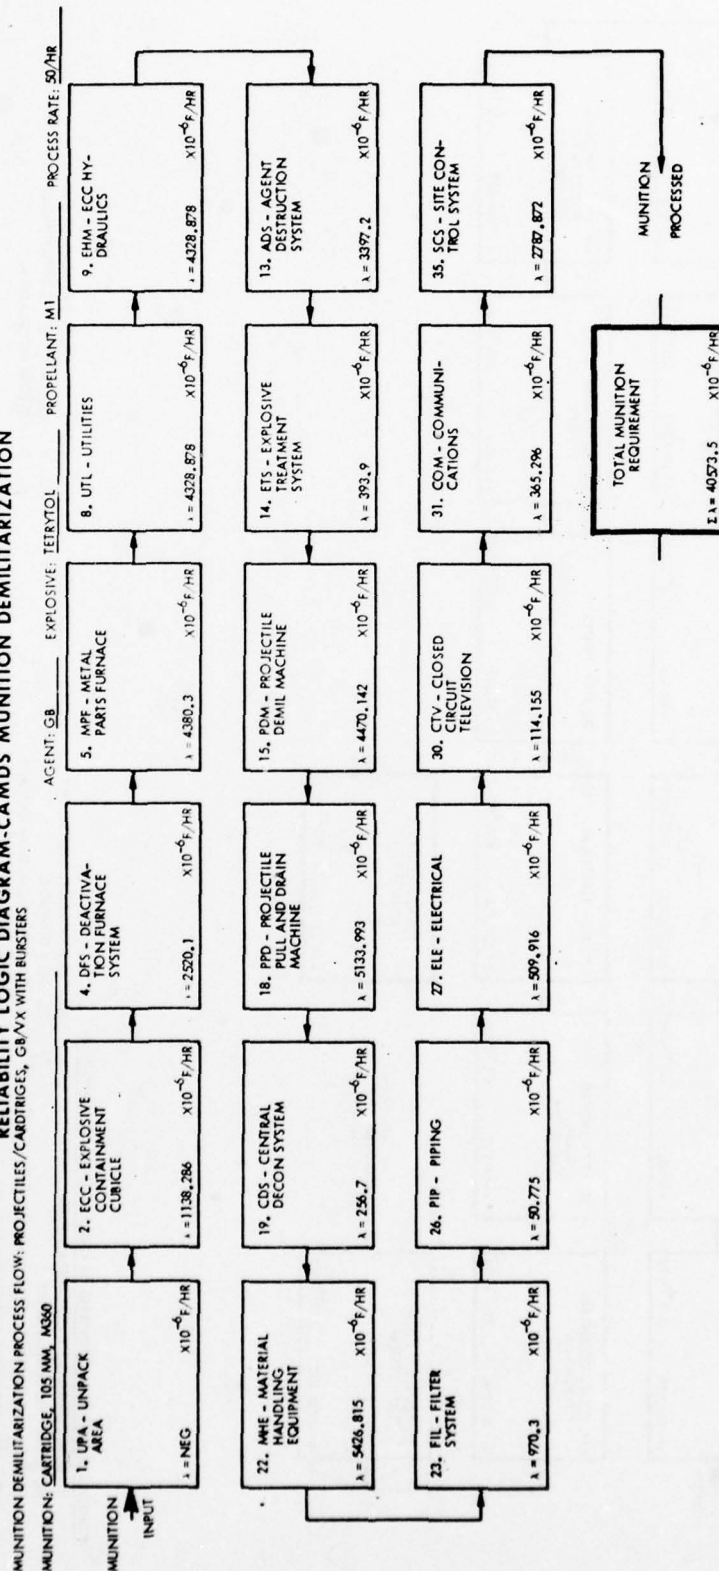 RELIABILITY LOGIC DIAGRAM-CAMDS MUNITION DEMILITARIZATION
MUNITION DEMILITARIZATION PROCESS FLOW: PROJECTILES/CARDTRIGES, GB/VX WITH BURSTERS
MUNITION: CARTRIDGE, 105 MM, M360 AGENT: GB EXPLOSIVE: TETRYTOL PROPELLANT: M1 PROCESS RATE: 50/HR
MUNITION
INPUT
1. UPA - UNPACK
AREA
λ = NEG X10⁻⁶F/HR
2. ECC - EXPLOSIVE
CONTAINMENT
CUBICLE
λ = 1138.286 X10⁻⁶F/HR
4. DFS - DEACTIVA-
TION FURNACE
SYSTEM
λ = 2520.1 X10⁻⁶F/HR
5. MPF - METAL
PARTS FURNACE
λ = 4380.3 X10⁻⁶F/HR
8. UTL - UTILITIES
λ = 4328.878 X10⁻⁶F/HR
9. EHM - ECC HY-
DRAULICS
λ = 4328.878 X10⁻⁶F/HR
13. ADS - AGENT
DESTRUCTION
SYSTEM
λ = 3397.2 X10⁻⁶F/HR
14. ETS - EXPLOSIVE
TREATMENT
SYSTEM
λ = 393.9 X10⁻⁶F/HR
15. PDM - PROJECTILE
DEMIL MACHINE
λ = 4470.142 X10⁻⁶F/HR
18. PPD - PROJECTILE
PULL AND DRAIN
MACHINE
λ = 5133.993 X10⁻⁶F/HR
19. CDS - CENTRAL
DECON SYSTEM
λ = 256.7 X10⁻⁶F/HR
22. MHE - MATERIAL
HANDLING
EQUIPMENT
λ = 5426.815 X10⁻⁶F/HR
23. FIL - FILTER
SYSTEM
λ = 970.3 X10⁻⁶F/HR
26. PIP - PIPING
λ = 50.775 X10⁻⁶F/HR
27. ELE - ELECTRICAL
λ = 509.916 X10⁻⁶F/HR
30. CTV - CLOSED
CIRCUIT
TELEVISION
λ = 114.155 X10⁻⁶F/HR
31. COM - COMMUNI-
CATIONS
λ = 365.296 X10⁻⁶F/HR
35. SCS - SITE CON-
TROL SYSTEM
λ = 2787.872 X10⁻⁶F/HR
MUNITION
PROCESSED
TOTAL MUNITION
REQUIREMENT
Σλ = 40573.5 X10⁻⁶F/HR